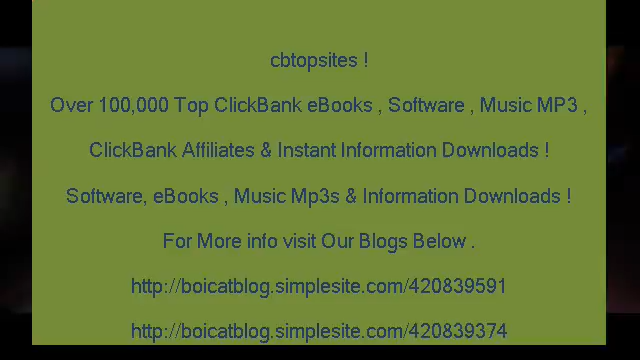 cbtopsites !
Over 100,000 Top ClickBank eBooks , Software , Music MP3 ,
ClickBank Affiliates & Instant Information Downloads !
Software, eBooks , Music Mp3s & Information Downloads !
For More info visit Our Blogs Below .
http://boicatblog.simplesite.com/420839591
http://boicatblog.simplesite.com/420839374